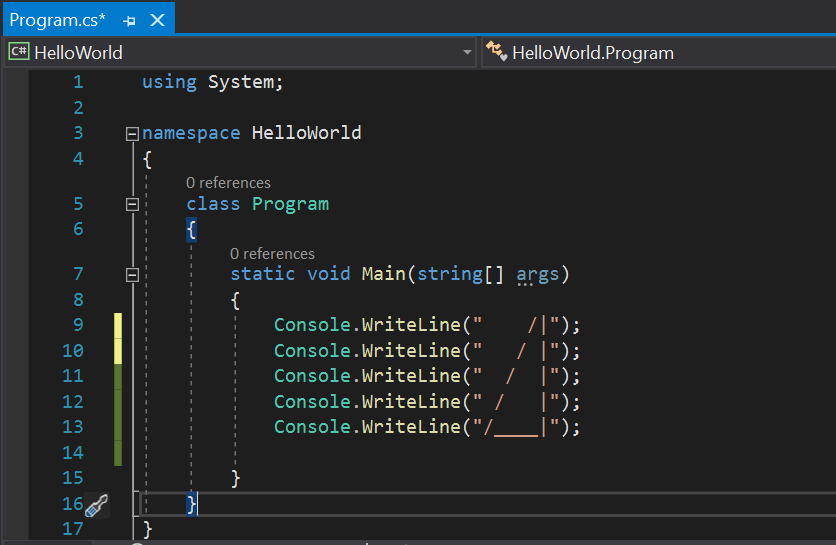 Program.cs*
C# HelloWorld HelloWorld.Program
1 using System;
2
3 namespace HelloWorld
4 {
0 references
5 class Program
6 {
0 references
7 static void Main(string[] args)
8 {
9 Console.WriteLine("    /|");
10 Console.WriteLine("   / |");
11 Console.WriteLine("  /  |");
12 Console.WriteLine(" /   |");
13 Console.WriteLine("/____|");
14
15 }
16 }
17 }